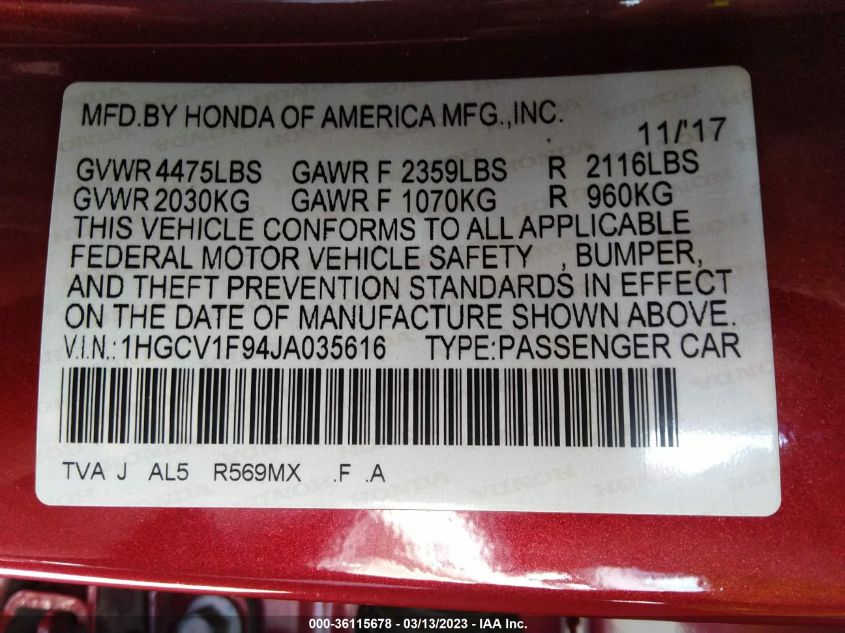 MFD.BY HONDA OF AMERICA MFG.,INC.
11/'17
GVWR 4475LBS GAWR F 2359LBS R 2116LBS
GVWR 2030KG GAWR F 1070KG R 960KG
THIS VEHICLE CONFORMS TO ALL APPLICABLE
FEDERAL MOTOR VEHICLE SAFETY , BUMPER,
AND THEFT PREVENTION STANDARDS IN EFFECT
ON THE DATE OF MANUFACTURE SHOWN ABOVE.
V.I.N.:1HGCV1F94JA035616 TYPE:PASSENGER CAR
TVA J AL5 R569MX .F .A
000-36115678 - 03/13/2023 - IAA Inc.